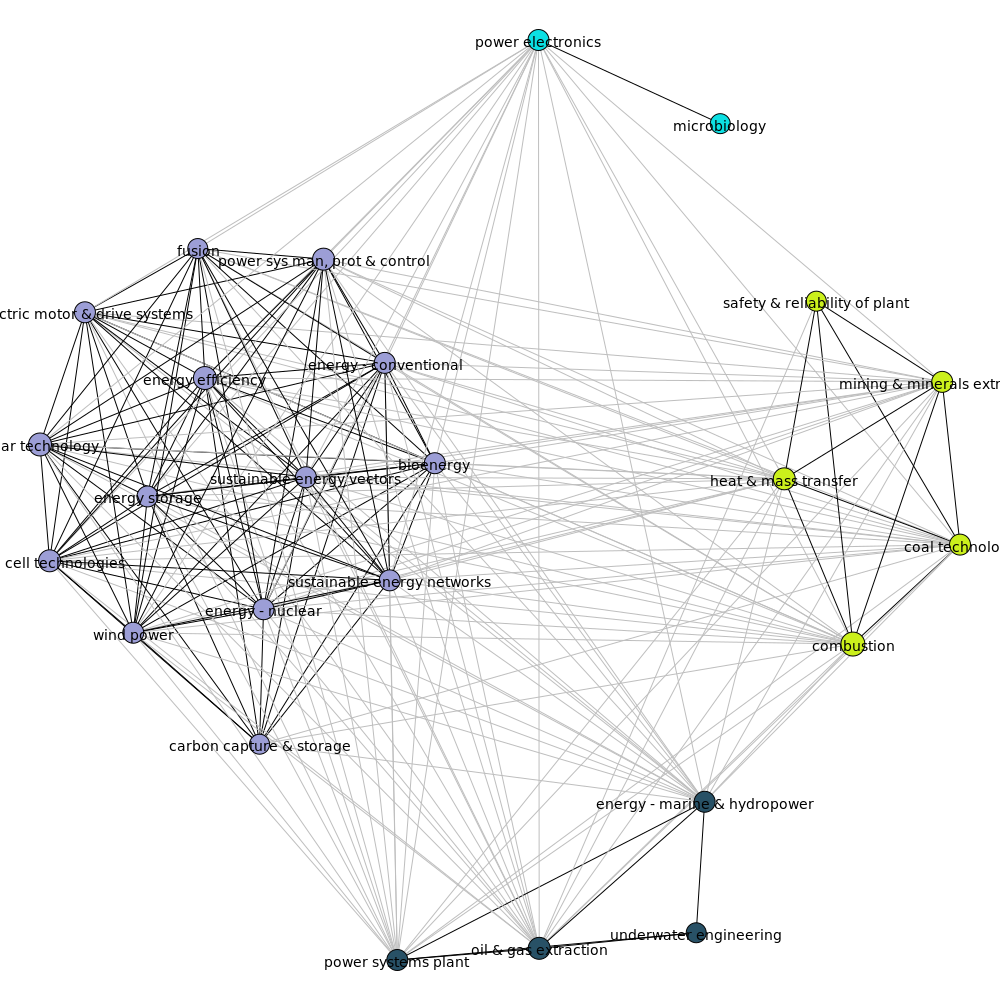 power electronics
microbiology
fusion
power sys man, prot & control
safety & reliability of plant
ctric motor & drive systems
energy - conventional
energy efficiency
mining & minerals extr
ar technology
bioenergy
sustainable energy vectors
heat & mass transfer
energy storage
coal technolo
cell technologies
sustainable energy networks
energy - nuclear
wind power
combustion
carbon capture & storage
energy - marine & hydropower
underwater engineering
oil & gas extraction
power systems plant